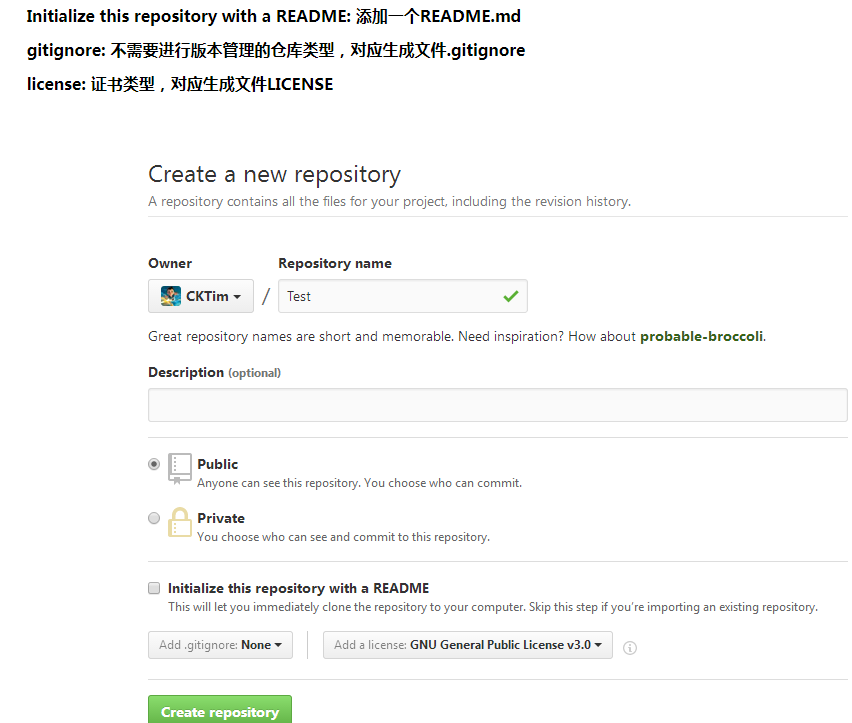 Initialize this repository with a README: 添加一个README.md
gitignore: 不需要进行版本管理的仓库类型，对应生成文件.gitignore
license: 证书类型，对应生成文件LICENSE
Create a new repository
A repository contains all the files for your project, including the revision history.
Owner Repository name
CKTim / Test
Great repository names are short and memorable. Need inspiration? How about probable-broccoli.
Description (optional)
Public
Anyone can see this repository. You choose who can commit.
Private
You choose who can see and commit to this repository.
Initialize this repository with a README
This will let you immediately clone the repository to your computer. Skip this step if you're importing an existing repository.
Add .gitignore: None Add a license: GNU General Public License v3.0
Create repository